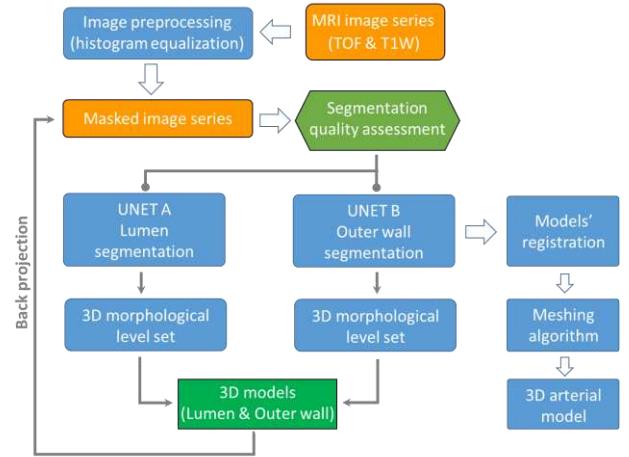 Image preprocessing
(histogram equalization)
MRI image series
(TOF & T1W)
Masked image series
Segmentation
quality assessment
UNET A
Lumen
segmentation
UNET B
Outer wall
segmentation
Models'
registration
Back projection
3D morphological
level set
3D morphological
level set
Meshing
algorithm
3D models
(Lumen & Outer wall)
3D arterial
model